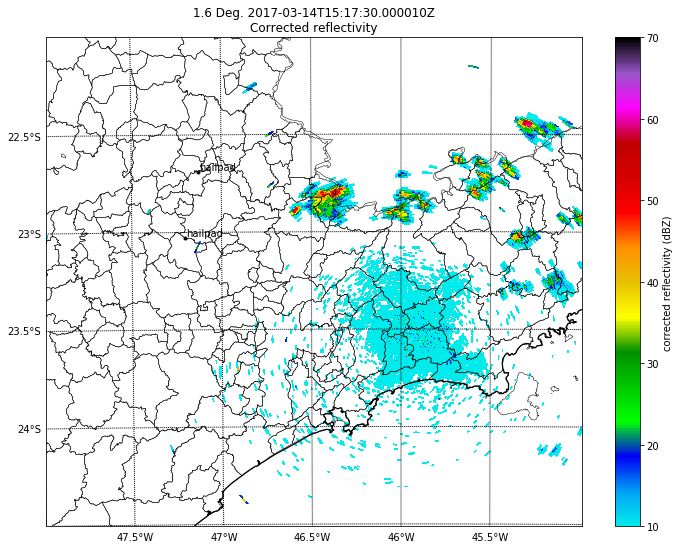 1.6 Deg. 2017-03-14T15:17:30.000010Z
Corrected reflectivity
70
60
50
40
30
20
10
corrected reflectivity (dBZ)
22.5°S
23°S
23.5°S
24°S
hailpad
hailpad
47.5°W
47°W
46.5°W
46°W
45.5°W